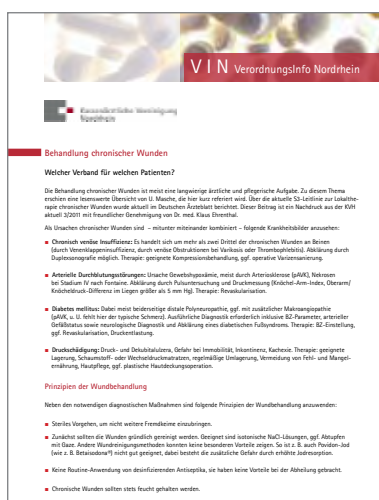 VIN VerordnungsInfo Nordrhein
Kassenärztliche Vereinigung
Nordrhein
Behandlung chronischer Wunden
Welcher Verband für welchen Patienten?
Die Behandlung chronischer Wunden ist meist eine langwierige ärztliche und pflegerische Aufgabe. Zu diesem Thema
erschien eine lesenswerte Übersicht von U. Masche, die hier kurz referiert wird. Über die aktuelle S3-Leitlinie zur Lokalthe-
rapie chronischer Wunden wurde aktuell im Deutschen Ärzteblatt berichtet. Dieser Beitrag ist ein Nachdruck aus der KVH
aktuell 3/2011 mit freundlicher Genehmigung von Dr. med. Klaus Ehrenthal.
Als Ursachen chronischer Wunden sind – mitunter miteinander kombiniert – folgende Krankheitsbilder anzusehen:
■ Chronisch venöse Insuffizienz: Es handelt sich um mehr als zwei Drittel der chronischen Wunden an Beinen
(durch Venenklappeninsuffizienz, durch venöse Obstruktionen bei Varikosis oder Thrombophlebitis). Abklärung durch
Duplexsonografie möglich. Therapie: geeignete Kompressionsbehandlung, ggf. operative Varizensanierung.
■ Arterielle Durchblutungsstörungen: Ursache Gewebshypoxämie, meist durch Arteriosklerose (pAVK), Nekrosen
bei Stadium IV nach Fontaine. Abklärung durch Pulsuntersuchung und Druckmessung (Knöchel-Arm-Index, Oberarm/
Knöcheldruck-Differenz im Liegen größer als 5 mm Hg). Therapie: Revaskularisation.
■ Diabetes mellitus: Dabei meist beiderseitige distale Polyneuropathie, ggf. mit zusätzlicher Makroangiopathie
(pAVK, u. U. fehlt hier der typische Schmerz). Ausführliche Diagnostik erforderlich inklusive BZ-Parameter, arterieller
Gefäßstatus sowie neurologische Diagnostik und Abklärung eines diabetischen Fußsyndroms. Therapie: BZ-Einstellung,
ggf. Revaskularisation, Druckentlastung.
■ Druckschädigung: Druck- und Dekubitalulzera, Gefahr bei Immobilität, Inkontinenz, Kachexie. Therapie: geeignete
Lagerung, Schaumstoff- oder Wechseldruckmatratzen, regelmäßige Umlagerung, Vermeidung von Fehl- und Mangel-
ernährung, Hautpflege, ggf. plastische Hautdeckungsoperation.
Prinzipien der Wundbehandlung
Neben den notwendigen diagnostischen Maßnahmen sind folgende Prinzipien der Wundbehandlung anzuwenden:
■ Steriles Vorgehen, um nicht weitere Fremdkeime einzubringen.
■ Zunächst sollten die Wunden gründlich gereinigt werden. Geeignet sind isotonische NaCl-Lösungen, ggf. Abtupfen
mit Gaze. Andere Wundreinigungsmethoden konnten keine besonderen Vorteile zeigen. So ist z. B. auch Povidon-Jod
(wie z. B. Betaisodona®) nicht gut geeignet, dabei besteht die zusätzliche Gefahr durch erhöhte Jodresorption.
■ Keine Routine-Anwendung von desinfizierenden Antiseptika, sie haben keine Vorteile bei der Abheilung gebracht.
■ Chronische Wunden sollten stets feucht gehalten werden.